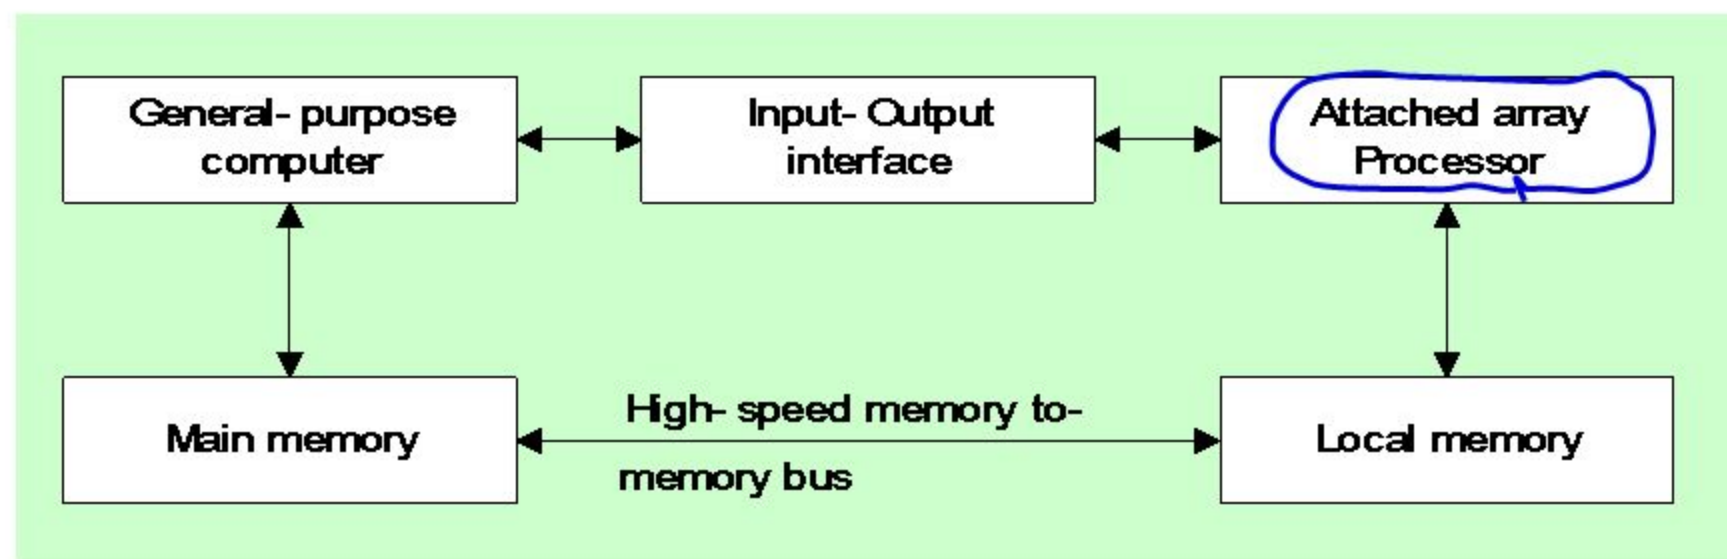 General- purpose
computer
Input- Output
interface
Attached array
Processor
Main memory
High- speed memory to-
memory bus
Local memory